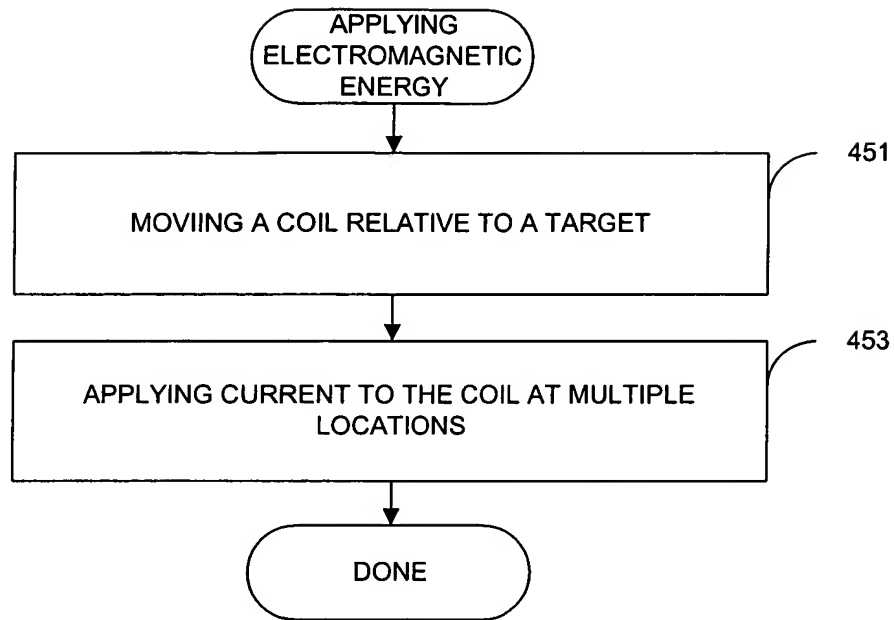 APPLYING
ELECTROMAGNETIC
ENERGY
451
MOVIING A COIL RELATIVE TO A TARGET
453
APPLYING CURRENT TO THE COIL AT MULTIPLE
LOCATIONS
DONE